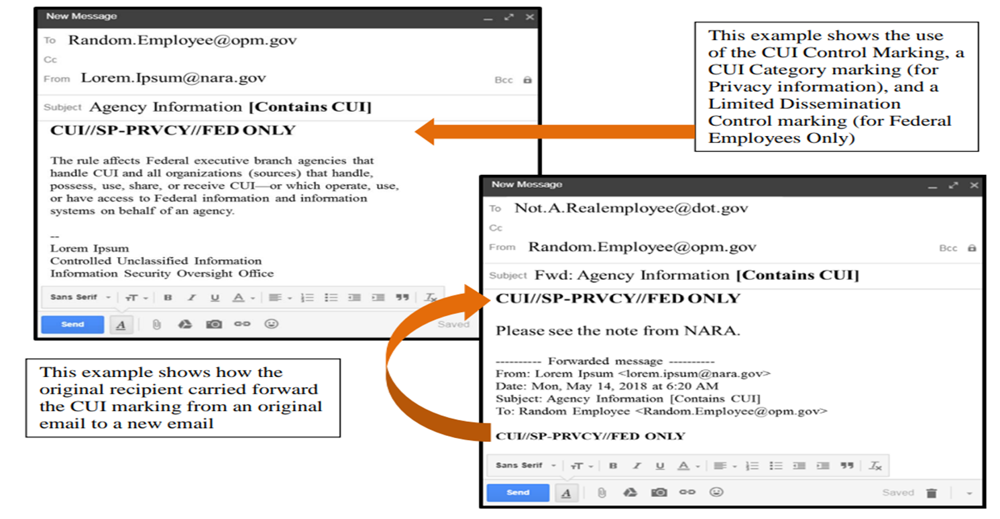 New Message
To Random.Employee@opm.gov
Cc
From Lorem.Ipsum@nara.gov Bcc
Subject Agency Information [Contains CUI]
CUI//SP-PRVCY//FED ONLY
The rule affects Federal executive branch agencies that
handle CUI and all organizations (sources) that handle,
possess, use, share, or receive CUI—or which operate, use,
or have access to Federal information and information
systems on behalf of an agency.
--
Lorem Ipsum
Controlled Unclassified Information
Information Security Oversight Office
Sans Serif
Send Saved
This example shows the use
of the CUI Control Marking, a
CUI Category marking (for
Privacy information), and a
Limited Dissemination
Control marking (for Federal
Employees Only)
New Message
To Not.A.Realemployee@dot.gov
Cc
From Random.Employee@opm.gov Bcc
Subject Fwd: Agency Information [Contains CUI]
CUI//SP-PRVCY//FED ONLY
Please see the note from NARA.
---------- Forwarded message ----------
From: Lorem Ipsum <lorem.ipsum@nara.gov>
Date: Mon, May 14, 2018 at 6:20 AM
Subject: Agency Information [Contains CUI]
To: Random Employee <Random.Employee@opm.gov>
CUI//SP-PRVCY//FED ONLY
Sans Serif
Send Saved
This example shows how the
original recipient carried forward
the CUI marking from an original
email to a new email